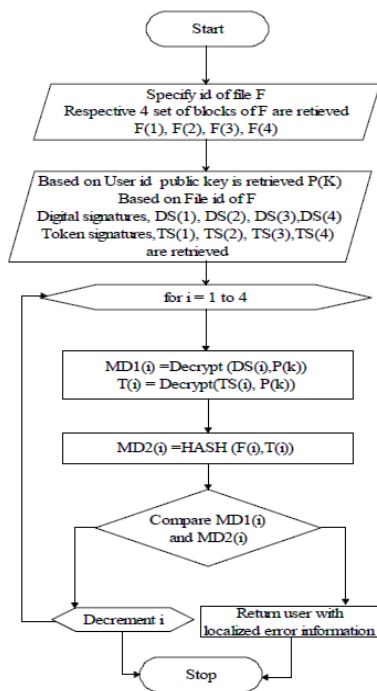 Start
Specify id of file F
Respective 4 set of blocks of F are retieved
F(1), F(2), F(3), F(4)
Based on User id public key is retrieved P(K)
Based on File id of F
Digital signatures, DS(1), DS(2), DS(3),DS(4)
Token signatures,TS(1), TS(2), TS(3),TS(4)
are retrieved
for i = 1 to 4
MD1(i) =Decrypt (DS(i),P(k))
T(i) = Decrypt(TS(i), P(k))
MD2(i) =HASH (F(i),T(i))
Compare MD1(i)
and MD2(i)
Decrement i
Return user with
localized error information
Stop